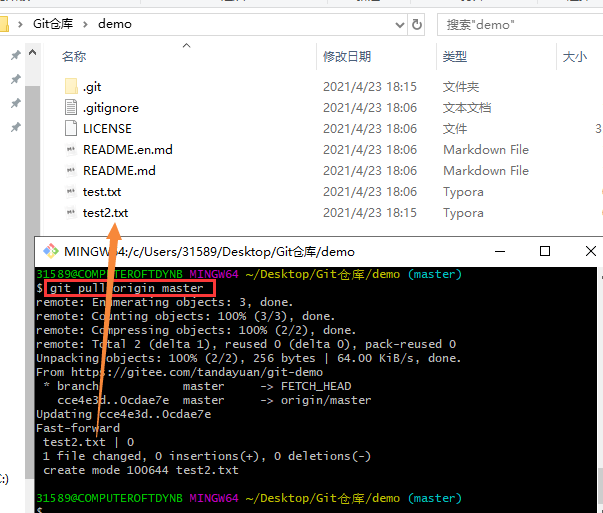 Git仓库 > demo
搜索"demo"
名称 修改日期 类型 大小
.git 2021/4/23 18:15 文件夹
.gitignore 2021/4/23 18:06 文本文档
LICENSE 2021/4/23 18:06 文件 3
README.en.md 2021/4/23 18:06 Markdown File
README.md 2021/4/23 18:06 Markdown File
test.txt 2021/4/23 18:06 Typora
test2.txt 2021/4/23 18:15 Typora
MINGW64:/c/Users/31589/Desktop/Git仓库/demo
31589@COMPUTEROFTDYNB MINGW64 ~/Desktop/Git仓库/demo (master)
$ git pull origin master
remote: Enumerating objects: 3, done.
remote: Counting objects: 100% (3/3), done.
remote: Compressing objects: 100% (2/2), done.
remote: Total 2 (delta 1), reused 0 (delta 0), pack-reused 0
Unpacking objects: 100% (2/2), 256 bytes | 64.00 KiB/s, done.
From https://gitee.com/tandayuan/git-demo
 * branch            master     -> FETCH_HEAD
   cce4e3d..0cdae7e  master     -> origin/master
Updating cce4e3d..0cdae7e
Fast-forward
 test2.txt | 0
 1 file changed, 0 insertions(+), 0 deletions(-)
 create mode 100644 test2.txt
31589@COMPUTEROFTDYNB MINGW64 ~/Desktop/Git仓库/demo (master)
$
:)